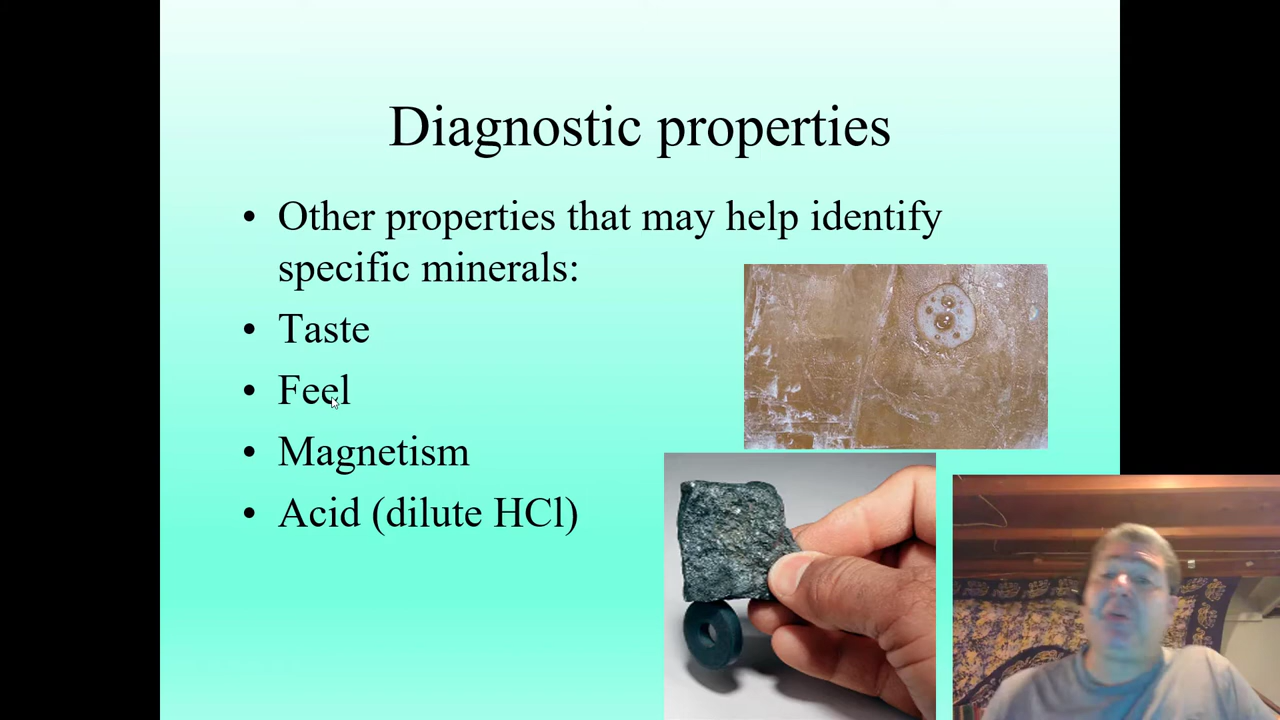 Diagnostic properties
• Other properties that may help identify
specific minerals:
• Taste
• Feel
• Magnetism
• Acid (dilute HCl)